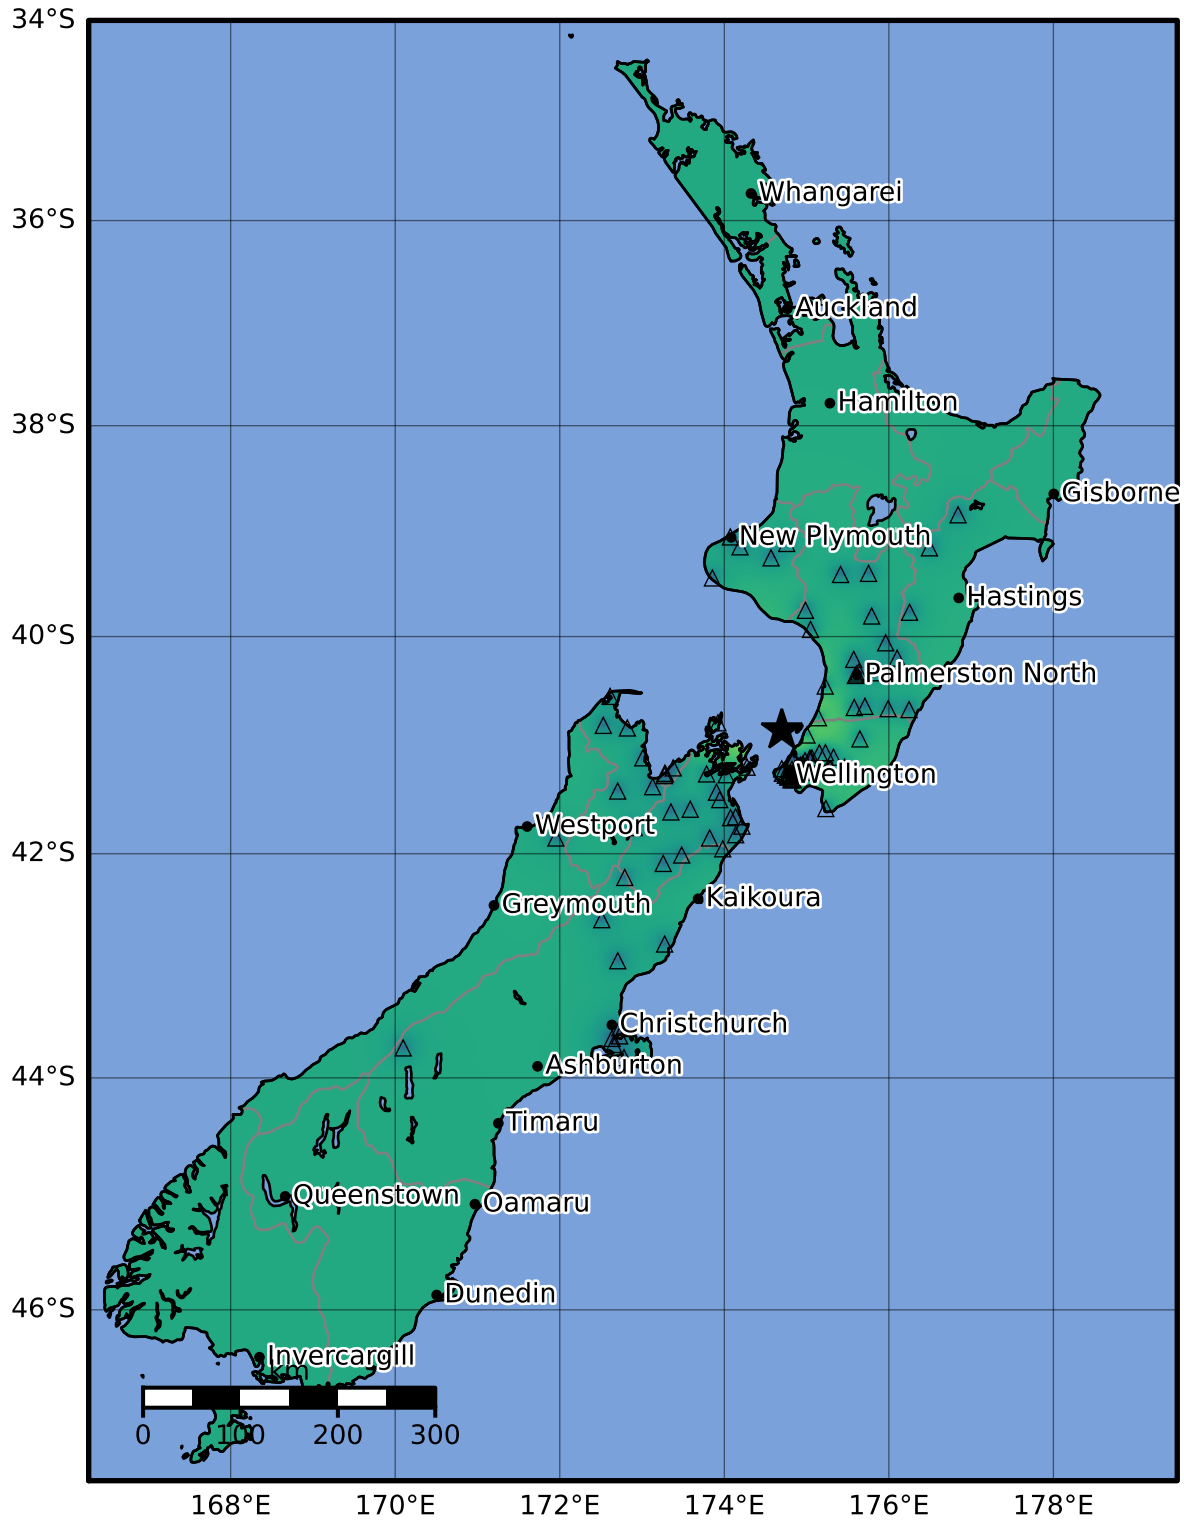 34°S
Whangarei
36°S
Auckland
Hamilton
38°S
Gisborne
New Plymouth
Hastings
40°S
Palmerston North
Wellington
Westport
42°S
Kaikoura
Greymouth
Christchurch
Ashburton
44°S
Timaru
Queenstown
Oamaru
Dunedin
46°S
Invercargill
km
0 100 200 300
168°E 170°E 172°E 174°E 176°E 178°E